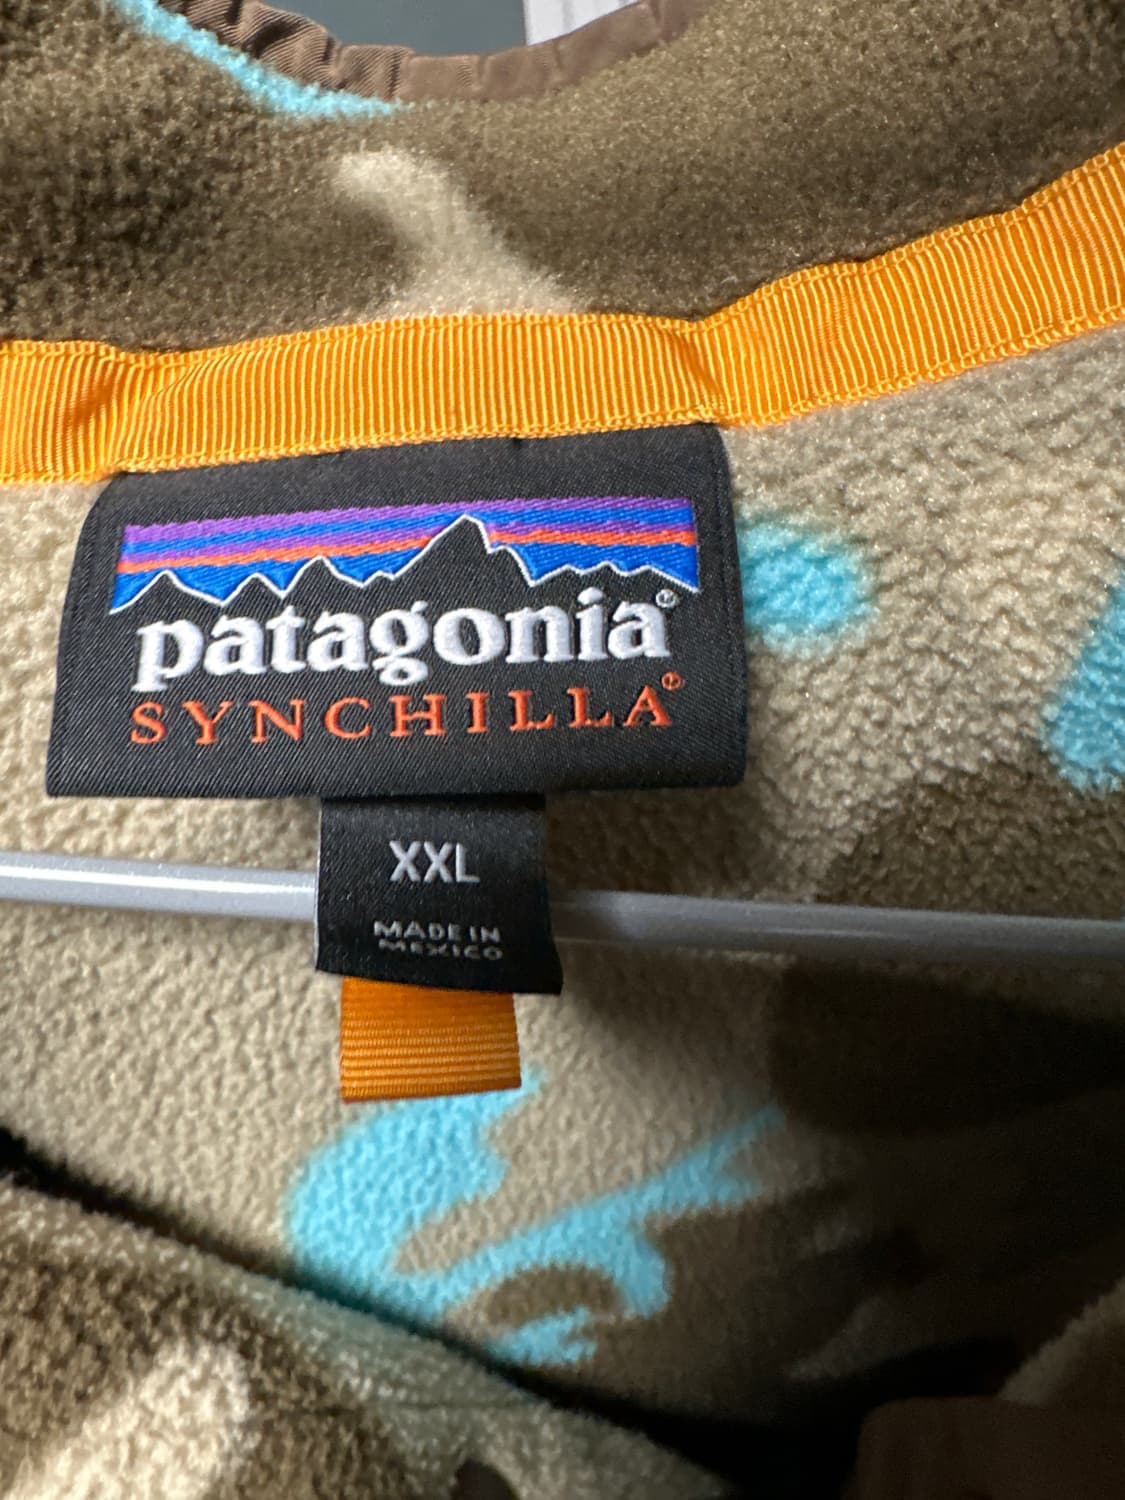 patagonia®
SYNCHILLA®
XXL
MADE IN
MEXICO